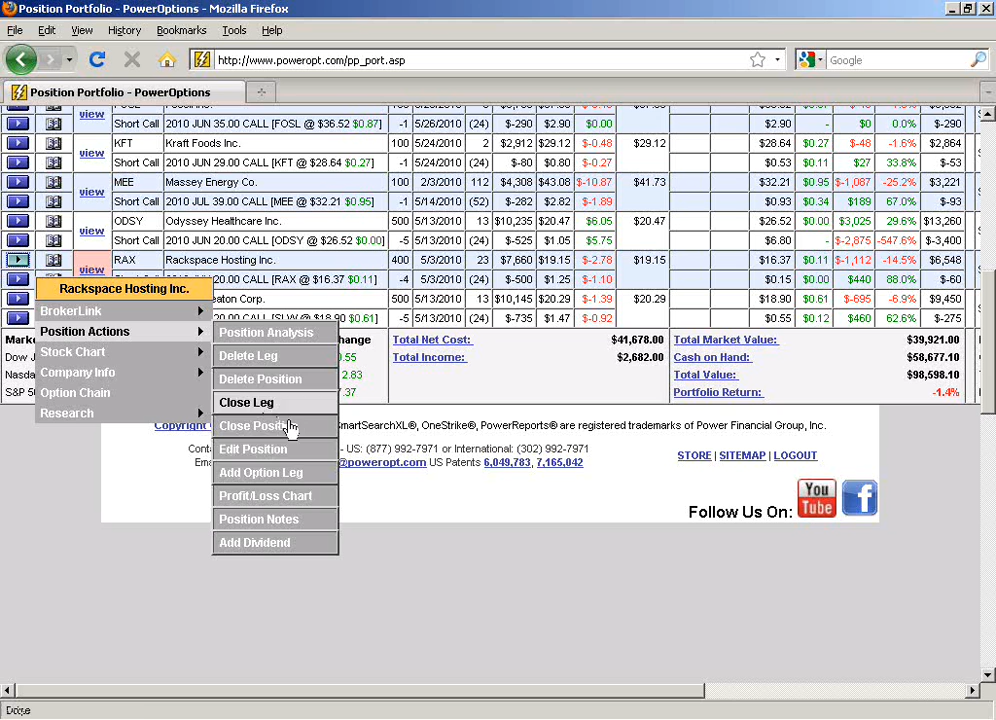 Position Portfolio - PowerOptions - Mozilla Firefox
File Edit View History Bookmarks Tools Help
http://www.poweropt.com/pp_port.asp Google
Position Portfolio - PowerOptions
view Short Call 2010 JUN 35.00 CALL [FOSL @ $36.52 $0.87] -1 5/26/2010 (24) $-290 $2.90 $0.00 $2.90 - $0 0.0% $-290
KFT Kraft Foods Inc. 100 5/24/2010 2 $2,912 $29.12 $-0.48 $29.12 $28.64 $0.27 $-48 -1.6% $2,864
view Short Call 2010 JUN 29.00 CALL [KFT @ $28.64 $0.27] -1 5/24/2010 (24) $-80 $0.80 $-0.27 $0.53 $0.11 $27 33.8% $-53
MEE Massey Energy Co. 100 2/3/2010 112 $4,308 $43.08 $-10.87 $41.73 $32.21 $0.95 $-1,087 -25.2% $3,221
view Short Call 2010 JUL 39.00 CALL [MEE @ $32.21 $0.95] -1 5/14/2010 (52) $-282 $2.82 $-1.89 $0.93 $0.34 $189 67.0% $-93
ODSY Odyssey Healthcare Inc. 500 5/13/2010 13 $10,235 $20.47 $6.05 $20.47 $26.52 $0.00 $3,025 29.6% $13,260
view Short Call 2010 JUN 20.00 CALL [ODSY @ $26.52 $0.00] -5 5/13/2010 (24) $-525 $1.05 $5.75 $6.80 - $-2,875 -547.6% $-3,400
RAX Rackspace Hosting Inc. 400 5/3/2010 23 $7,660 $19.15 $-2.78 $19.15 $16.37 $0.11 $-1,112 -14.5% $6,548
view 20.00 CALL [RAX @ $16.37 $0.11] -4 5/3/2010 (24) $-500 $1.25 $-1.10 $0.15 $0.00 $440 88.0% $-60
Rackspace Hosting Inc.
eaton Corp. 500 5/13/2010 13 $10,145 $20.29 $-1.39 $20.29 $18.90 $0.61 $-695 -6.9% $9,450
BrokerLink
20.00 CALL [SLW @ $18.90 $0.61] -5 5/13/2010 (24) $-735 $1.47 $-0.92 $0.55 $0.12 $460 62.6% $-275
Position Actions
Stock Chart
Company Info
Option Chain
Research
Position Analysis
Delete Leg
Delete Position
Close Leg
Close Positi
Edit Position
Add Option Leg
Profit/Loss Chart
Position Notes
Add Dividend
Mark hange Total Net Cost: $41,678.00 Total Market Value: $39,921.00
Dow J 0.55 Total Income: $2,682.00 Cash on Hand: $58,677.10
Nasda 2.83 $98,598.10
S&P 5 7.37 Portfolio Return: -1.4%
Copyright martSearchXL®, OneStrike®, PowerReports® are registered trademarks of Power Financial Group, Inc.
Conta - US: (877) 992-7971 or International: (302) 992-7971
Ema @poweropt.com US Patents 6,049,783, 7,165,042 STORE | SITEMAP | LOGOUT
Follow Us On: You Tube f
Done